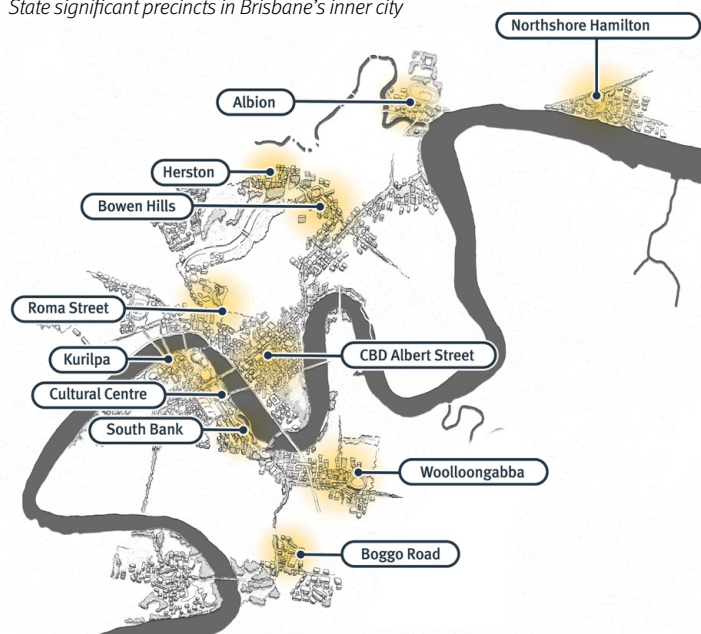 State significant precincts in Brisbane's inner city
Northshore Hamilton
Albion
Herston
Bowen Hills
Roma Street
Kurilpa
CBD Albert Street
Cultural Centre
South Bank
Woolloongabba
Boggo Road